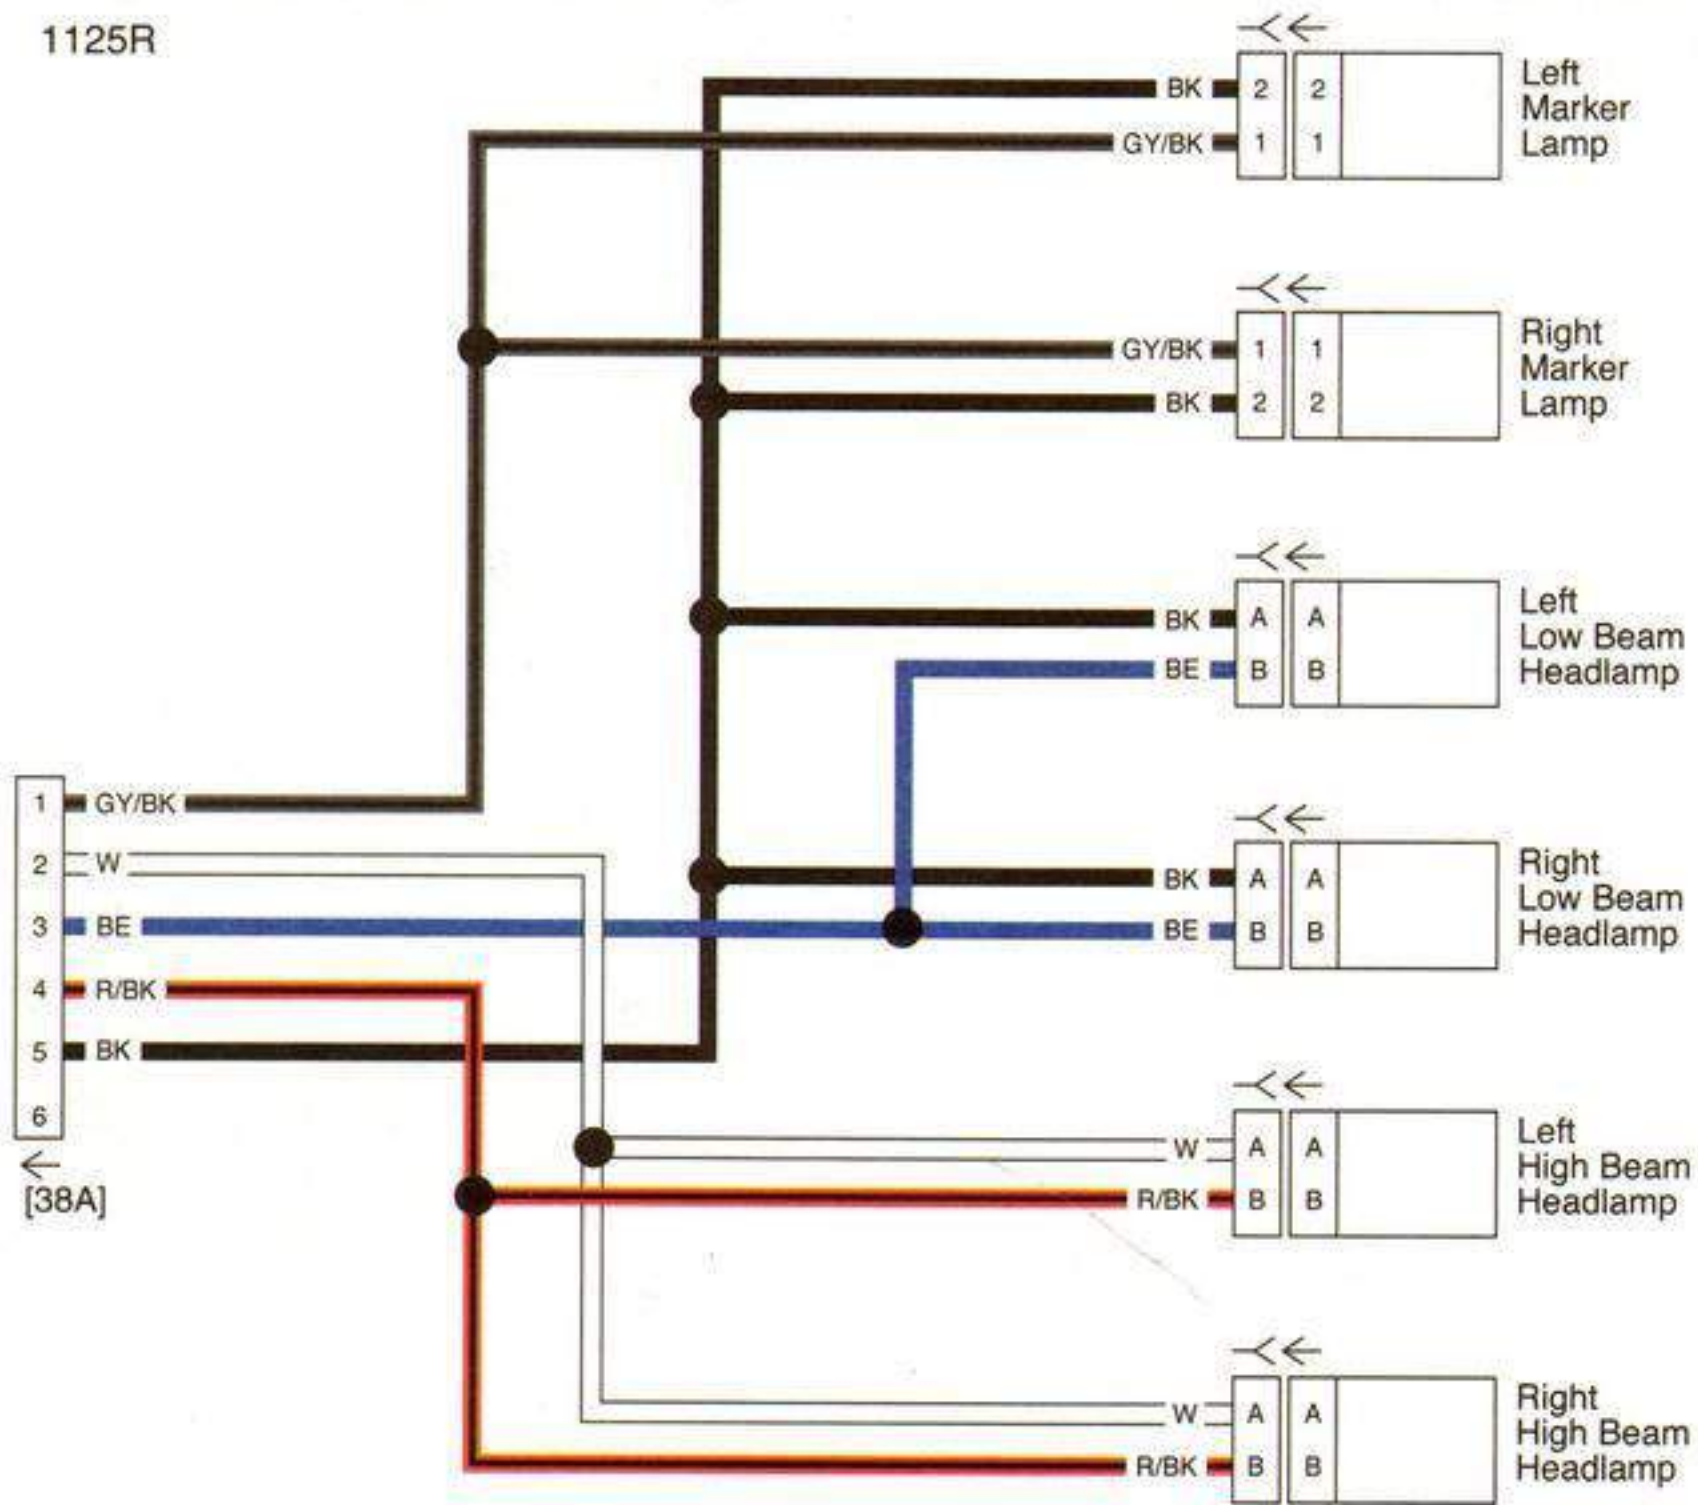 1125R
BK 2 2 Left
Marker
GY/BK 1 1 Lamp
GY/BK 1 1 Right
Marker
BK 2 2 Lamp
BK A A Left
Low Beam
BE B B Headlamp
1 GY/BK
2 W
3 BE
4 R/BK
5 BK
6
[38A]
BK A A Right
Low Beam
BE B B Headlamp
W A A Left
High Beam
R/BK B B Headlamp
W A A Right
High Beam
R/BK B B Headlamp